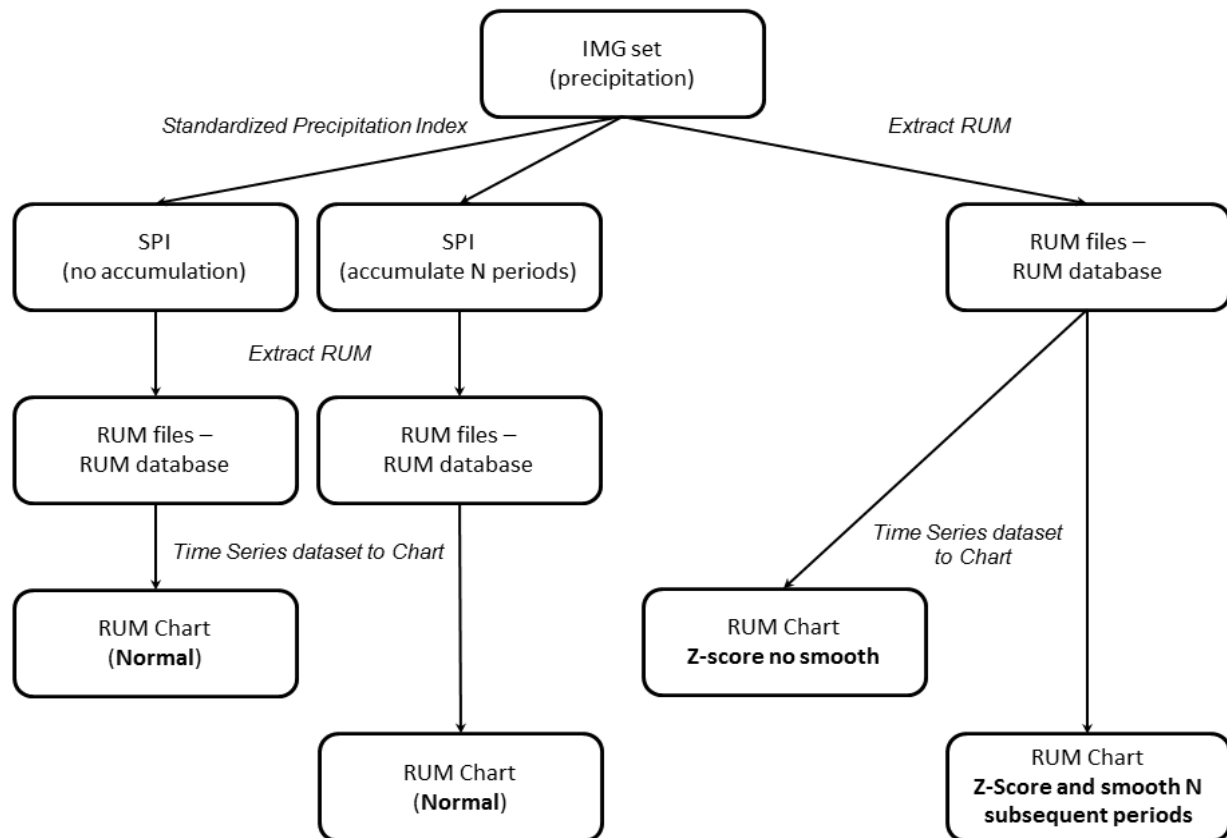 IMG set
(precipitation)
Standardized Precipitation Index
Extract RUM
SPI
(no accumulation)
SPI
(accumulate N periods)
RUM files –
RUM database
Extract RUM
RUM files –
RUM database
RUM files –
RUM database
Time Series dataset to Chart
Time Series dataset
to Chart
RUM Chart
(Normal)
RUM Chart
Z-score no smooth
RUM Chart
(Normal)
RUM Chart
Z-Score and smooth N
subsequent periods